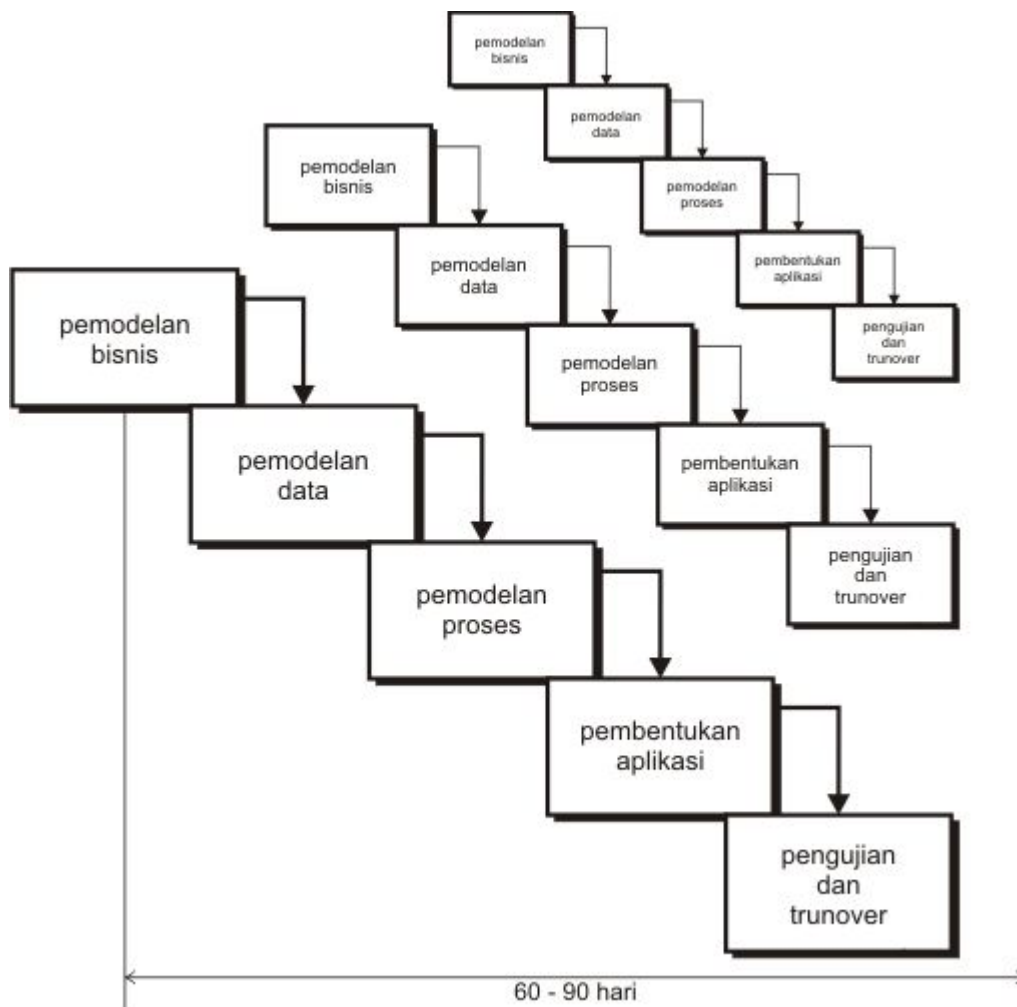 pemodelan
bisnis
pemodelan
data
pemodelan
proses
pembentukan
aplikasi
pengujian
dan
trunover
pemodelan
bisnis
pemodelan
data
pemodelan
proses
pembentukan
aplikasi
pengujian
dan
trunover
pemodelan
bisnis
pemodelan
data
pemodelan
proses
pembentukan
aplikasi
pengujian
dan
trunover
60 - 90 hari